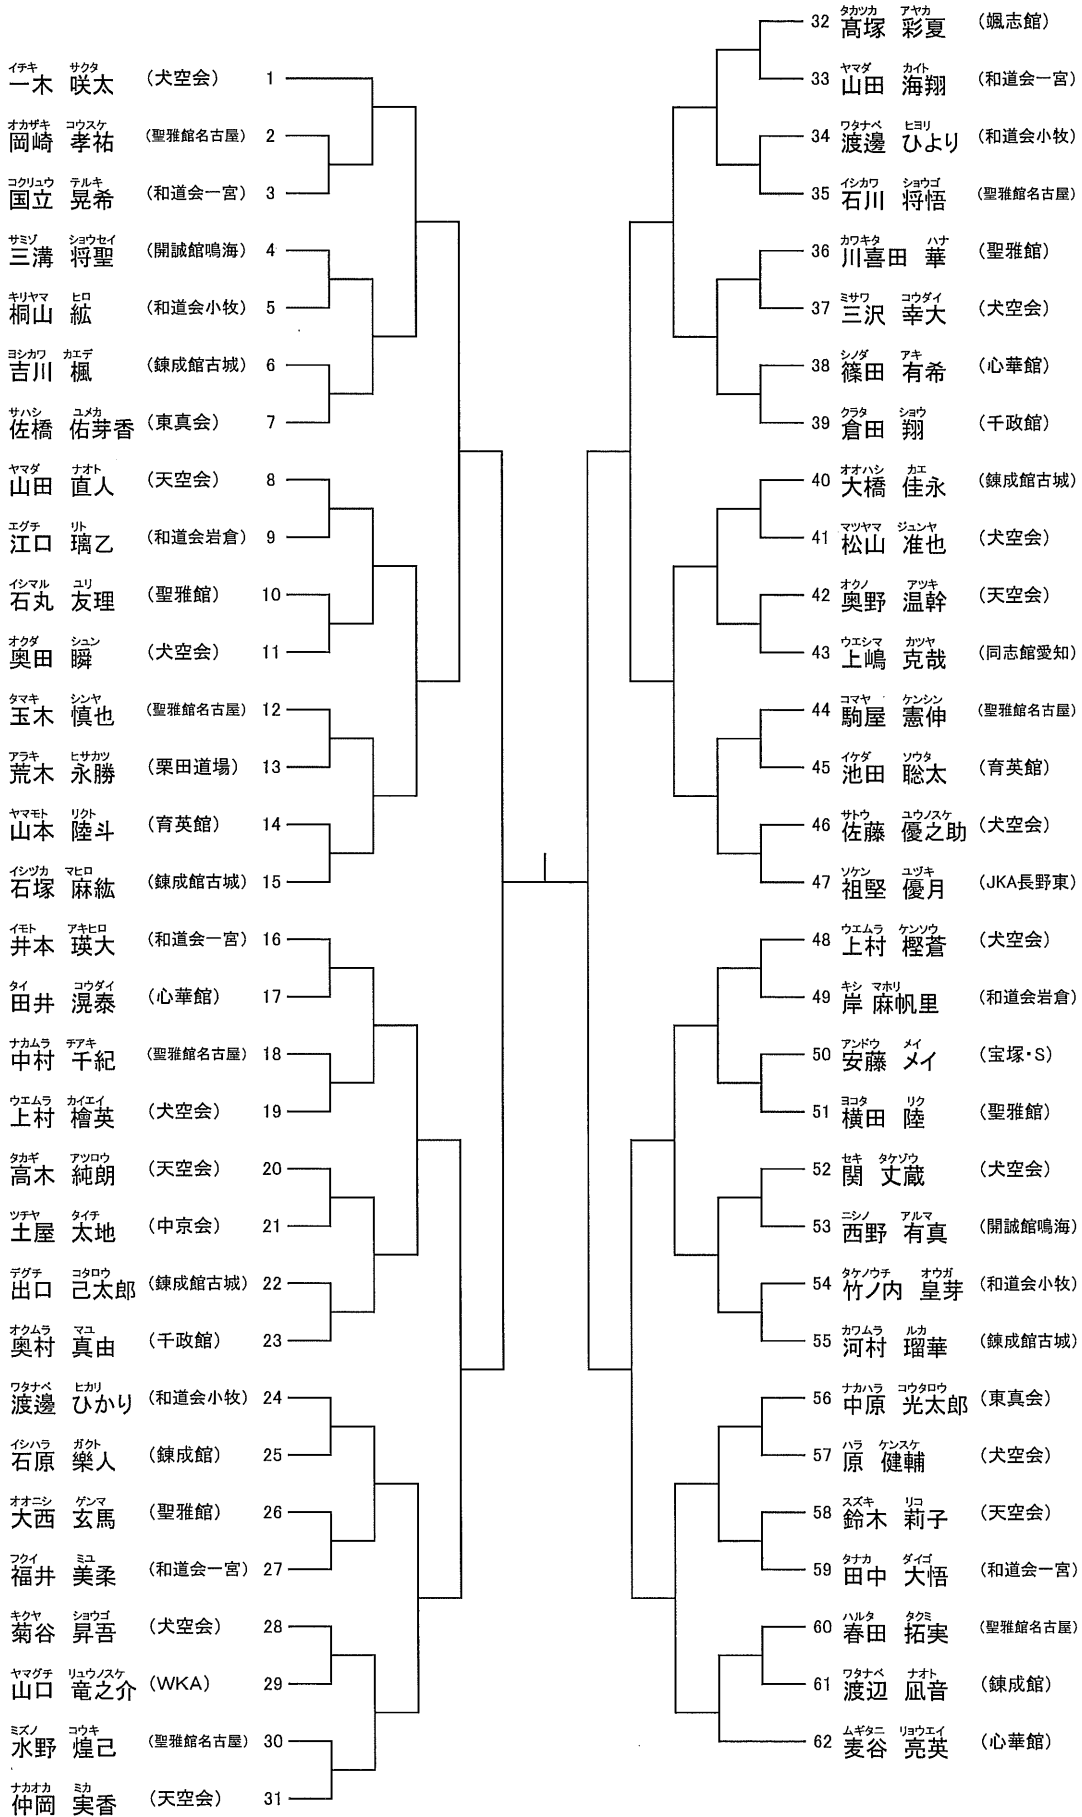 イチキ サクタ
一木 咲太 (犬空会) 1
オカザキ コウスケ
岡崎 孝祐 (聖雅館名古屋) 2
コクリュウ テルキ
国立 晃希 (和道会一宮) 3
サミゾ ショウセイ
三溝 将聖 (開誠館鳴海) 4
キリヤマ ヒロ
桐山 紘 (和道会小牧) 5
ヨシカワ カエデ
吉川 楓 (錬成館古城) 6
サハシ ユメカ
佐橋 佑芽香 (東真会) 7
ヤマダ ナオト
山田 直人 (天空会) 8
エグチ リト
江口 璃乙 (和道会岩倉) 9
イシマル ユリ
石丸 友理 (聖雅館) 10
オクダ シュン
奥田 瞬 (犬空会) 11
タマキ シンヤ
玉木 慎也 (聖雅館名古屋) 12
アラキ ヒサカツ
荒木 永勝 (栗田道場) 13
ヤマモト リクト
山本 陸斗 (育英館) 14
イシヅカ マヒロ
石塚 麻紘 (錬成館古城) 15
イモト アキヒロ
井本 瑛大 (和道会一宮) 16
タイ コウダイ
田井 滉泰 (心華館) 17
ナカムラ チアキ
中村 千紀 (聖雅館名古屋) 18
ウエムラ カイエイ
上村 檜英 (犬空会) 19
タカギ アツロウ
高木 純朗 (天空会) 20
ツチヤ タイチ
土屋 太地 (中京会) 21
デグチ コタロウ
出口 己太郎 (錬成館古城) 22
オクムラ マユ
奥村 真由 (千政館) 23
ワタナベ ヒカリ
渡邊 ひかり (和道会小牧) 24
イシハラ ガクト
石原 樂人 (錬成館) 25
オオニシ ゲンマ
大西 玄馬 (聖雅館) 26
フクイ ミユ
福井 美柔 (和道会一宮) 27
キクヤ ショウゴ
菊谷 昇吾 (犬空会) 28
ヤマグチ リュウノスケ
山口 竜之介 (WKA) 29
ミズノ コウキ
水野 煌己 (聖雅館名古屋) 30
ナカオカ ミカ
仲岡 実香 (天空会) 31
タカツカ アヤカ
32 髙塚 彩夏 (颯志館)
ヤマダ カイト
33 山田 海翔 (和道会一宮)
ワタナベ ヒヨリ
34 渡邊 ひより (和道会小牧)
イシカワ ショウゴ
35 石川 将悟 (聖雅館名古屋)
カワキタ ハナ
36 川喜田 華 (聖雅館)
ミサワ コウダイ
37 三沢 幸大 (犬空会)
シノダ アキ
38 篠田 有希 (心華館)
クラタ ショウ
39 倉田 翔 (千政館)
オオハシ カエ
40 大橋 佳永 (錬成館古城)
マツヤマ ジュンヤ
41 松山 准也 (犬空会)
オクノ アツキ
42 奥野 温幹 (天空会)
ウエシマ カツヤ
43 上嶋 克哉 (同志館愛知)
コマヤ ケンシン
44 駒屋 憲伸 (聖雅館名古屋)
イケダ ソウタ
45 池田 聡太 (育英館)
サトウ ユウノスケ
46 佐藤 優之助 (犬空会)
ソケン ユヅキ
47 祖堅 優月 (JKA長野東)
ウエムラ ケンソウ
48 上村 樫蒼 (犬空会)
キシ マホリ
49 岸 麻帆里 (和道会岩倉)
アンドウ メイ
50 安藤 メイ (宝塚・S)
ヨコタ リク
51 横田 陸 (聖雅館)
セキ タケゾウ
52 関 丈蔵 (犬空会)
ニシノ アルマ
53 西野 有真 (開誠館鳴海)
タケノウチ オウガ
54 竹ノ内 皇芽 (和道会小牧)
カワムラ ルカ
55 河村 瑠華 (錬成館古城)
ナカハラ コウタロウ
56 中原 光太郎 (東真会)
ハラ ケンスケ
57 原 健輔 (犬空会)
スズキ リコ
58 鈴木 莉子 (天空会)
タナカ ダイゴ
59 田中 大悟 (和道会一宮)
ハルタ タクミ
60 春田 拓実 (聖雅館名古屋)
ワタナベ ナオト
61 渡辺 凪音 (錬成館)
ムギタニ リョウエイ
62 麦谷 亮英 (心華館)